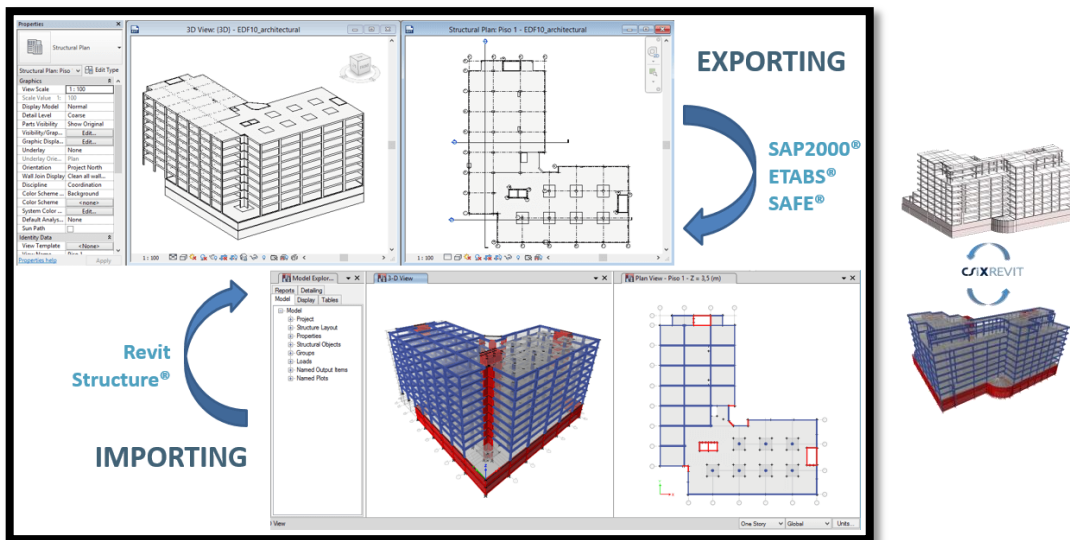 Properties
Structural Plan
Structural Plan: Piso
Edit Type
Graphics
View Scale 1 : 100
Scale Value 1: 100
Display Model Normal
Detail Level Coarse
Parts Visibility Show Original
Visibility/Grap... Edit...
Graphic Displa... Edit...
Underlay None
Underlay Orie... Plan
Orientation Project North
Wall Join Display Clean all wall...
Discipline Coordination
Color Scheme ... Background
Color Scheme <none>
System Color ... Edit...
Default Analys... None
Sun Path
Identity Data
View Template <None>
View Name Piso 1
Properties help
Apply
3D View: {3D} - EDF10_architectural
1 : 100
Structural Plan: Piso 1 - EDF10_architectural
1 : 100
EXPORTING
SAP2000®
ETABS®
SAFE®
CSiXREVIT
Revit
Structure®
IMPORTING
Model Explor...
Reports Detailing
Model Display Tables
Model
Project
Structure Layout
Properties
Structural Objects
Groups
Loads
Named Output Items
Named Plots
3-D View
Plan View - Piso 1 - Z = 3,5 (m)
View
One Story
Global
Units...